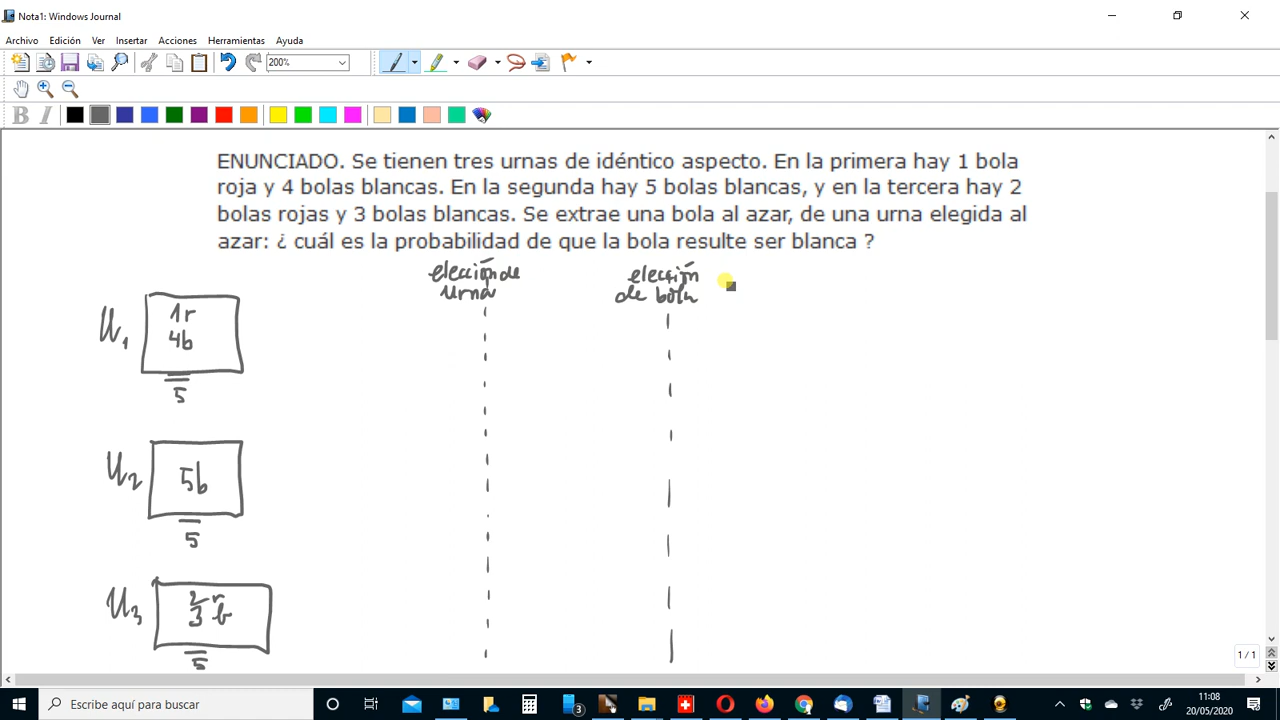 Nota1: Windows Journal
Archivo Edición Ver Insertar Acciones Herramientas Ayuda
200%
B I
ENUNCIADO. Se tienen tres urnas de idéntico aspecto. En la primera hay 1 bola
roja y 4 bolas blancas. En la segunda hay 5 bolas blancas, y en la tercera hay 2
bolas rojas y 3 bolas blancas. Se extrae una bola al azar, de una urna elegida al
azar: ¿ cuál es la probabilidad de que la bola resulte ser blanca ?
elección de
urna
elección
de bola
U1
1r
4b
5
U2
5b
5
U3
2 r
3 b
5
1 / 1
Escribe aquí para buscar
3
11:08
20/05/2020